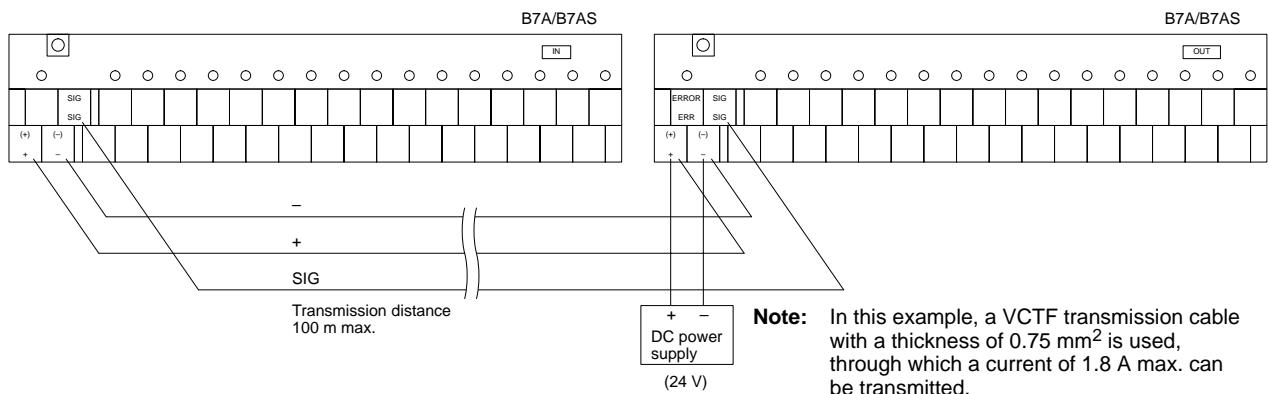 B7A/B7AS
B7A/B7AS
IN
OUT
SIG
SIG
(+) (–)
+ –
ERROR SIG
ERR SIG
(+) (–)
+ –
–
+
SIG
Transmission distance
100 m max.
+ –
DC power
supply
(24 V)
Note: In this example, a VCTF transmission cable
with a thickness of 0.75 mm2 is used,
through which a current of 1.8 A max. can
be transmitted.